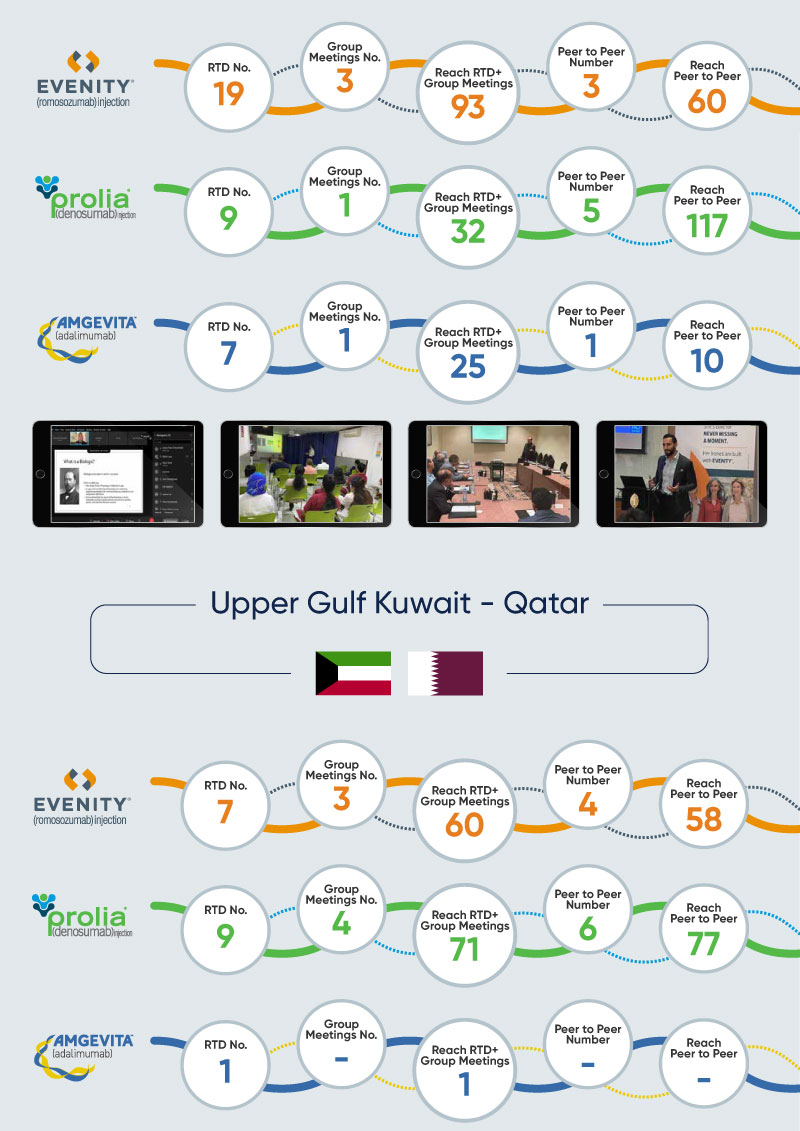 EVENITY®
(romosozumab) injection
RTD No.
19
Group
Meetings No.
3
Reach RTD+
Group Meetings
93
Peer to Peer
Number
3
Reach
Peer to Peer
60
prolia®
(denosumab) injection
RTD No.
9
Group
Meetings No.
1
Reach RTD+
Group Meetings
32
Peer to Peer
Number
5
Reach
Peer to Peer
117
AMGEVITA™
(adalimumab)
RTD No.
7
Group
Meetings No.
1
Reach RTD+
Group Meetings
25
Peer to Peer
Number
1
Reach
Peer to Peer
10
What is a Biologic?
NEVER MISSING
A MOMENT.
with EVENITY
Upper Gulf Kuwait - Qatar
EVENITY®
(romosozumab) injection
RTD No.
7
Group
Meetings No.
3
Reach RTD+
Group Meetings
60
Peer to Peer
Number
4
Reach
Peer to Peer
58
prolia®
(denosumab) injection
RTD No.
9
Group
Meetings No.
4
Reach RTD+
Group Meetings
71
Peer to Peer
Number
6
Reach
Peer to Peer
77
AMGEVITA™
(adalimumab)
RTD No.
1
Group
Meetings No.
-
Reach RTD+
Group Meetings
1
Peer to Peer
Number
-
Reach
Peer to Peer
-